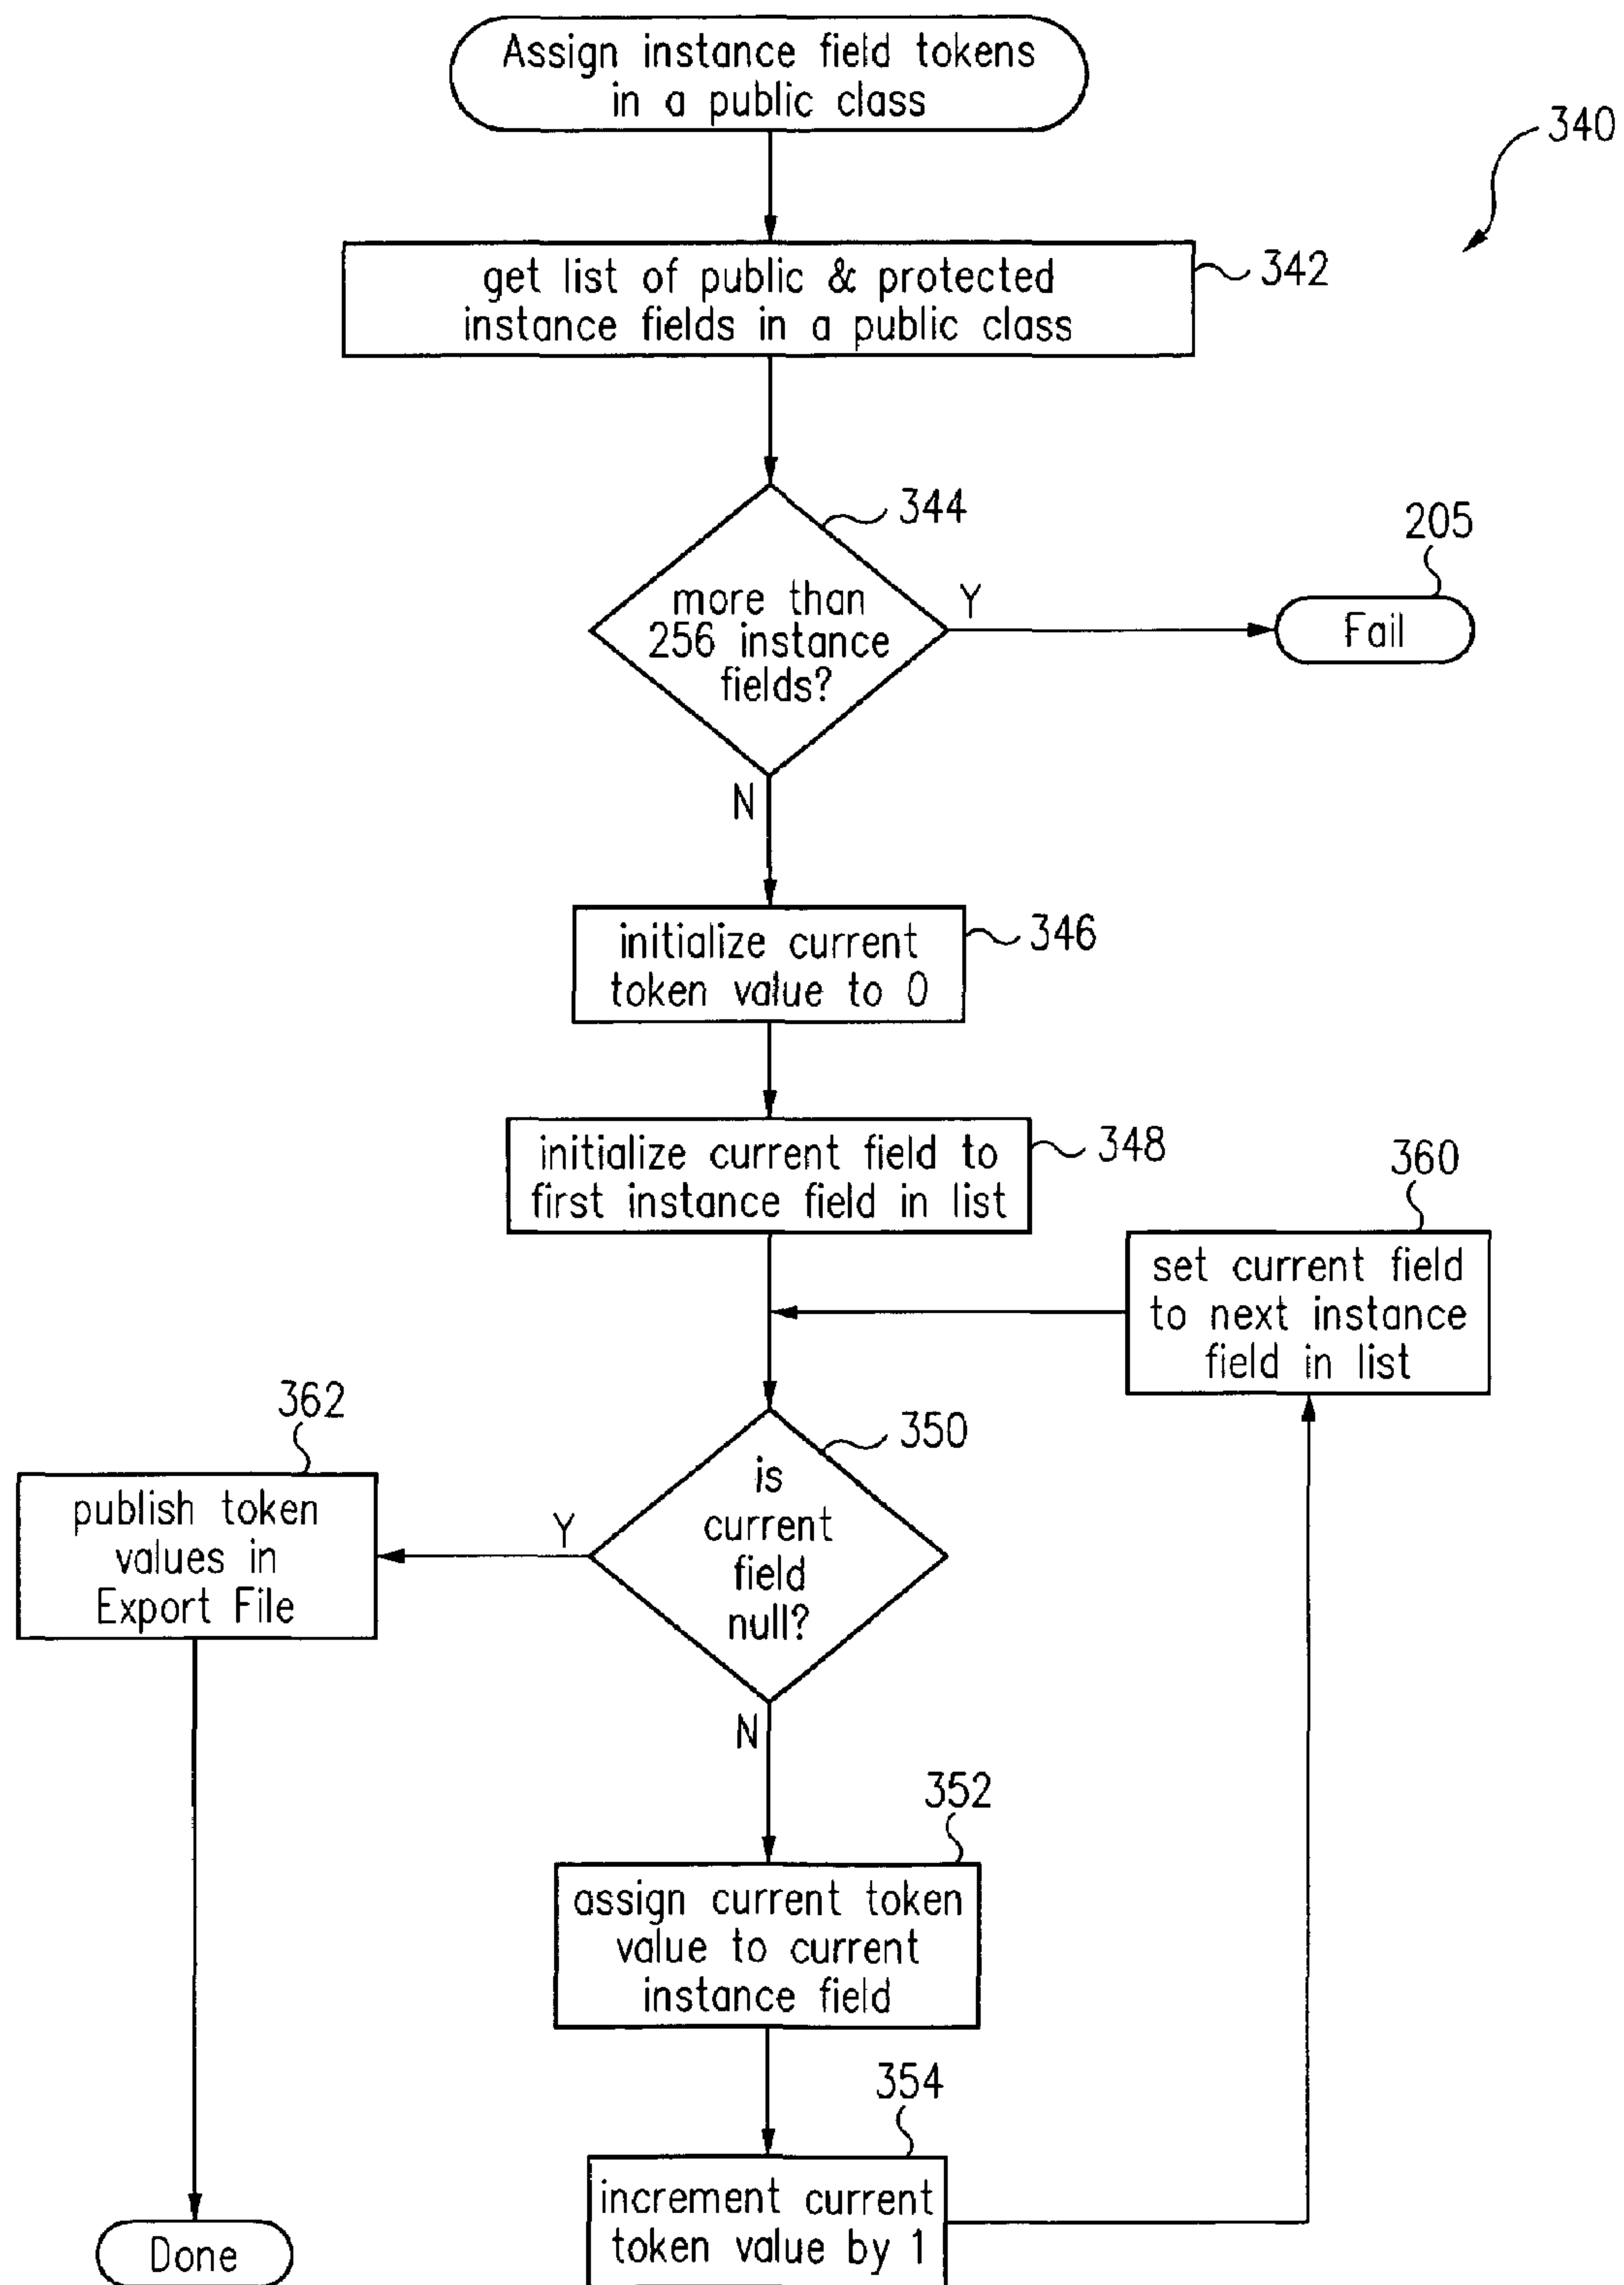 Assign instance field tokens
in a public class
340
get list of public & protected
instance fields in a public class
342
344
more than
256 instance
fields?
Y
205
Fail
N
initialize current
token value to 0
346
initialize current field to
first instance field in list
348
360
set current field
to next instance
field in list
362
publish token
values in
Export File
Y
350
is
current
field
null?
N
352
assign current token
value to current
instance field
354
increment current
token value by 1
Done